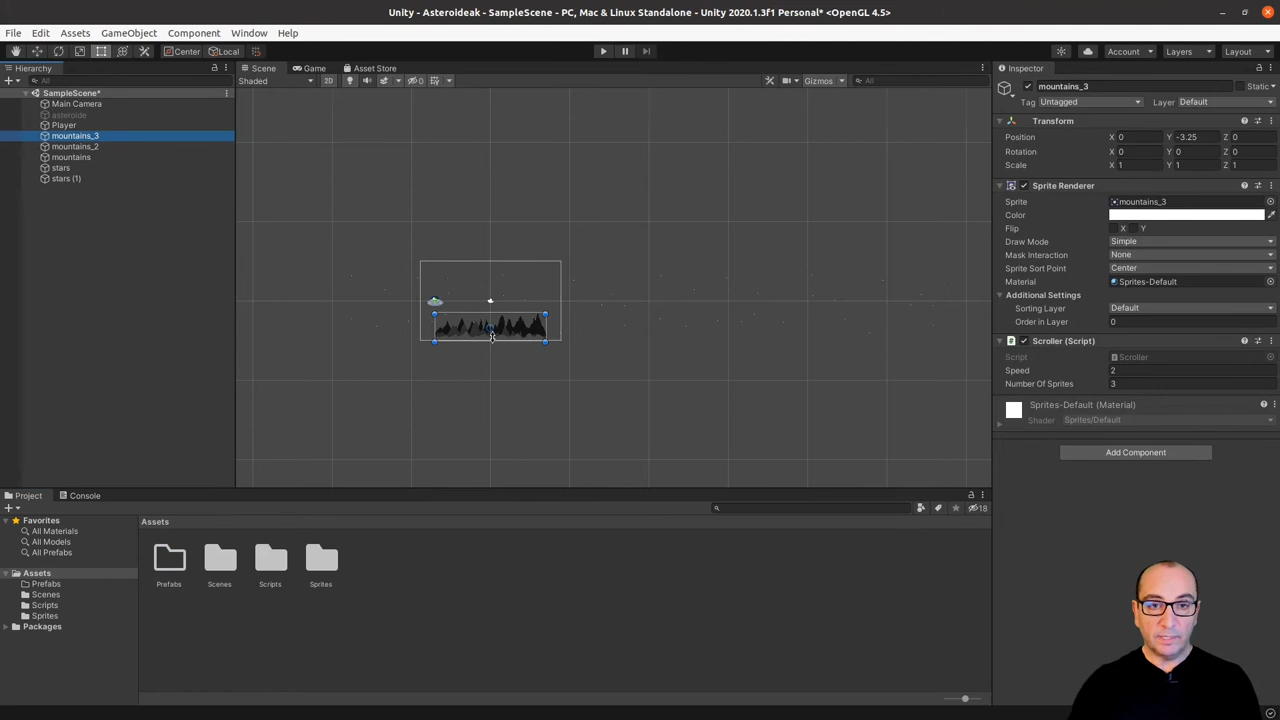 Unity - Asteroideak - SampleScene - PC, Mac & Linux Standalone - Unity 2020.1.3f1 Personal* <OpenGL 4.5>
File Edit Assets GameObject Component Window Help
Center Local Account Layers Layout
Hierarchy Scene Game Asset Store Inspector
All Shaded 2D 0 Gizmos All
SampleScene*
Main Camera
asteroide
Player
mountains_3
mountains_2
mountains
stars
stars (1)
mountains_3 Static
Tag Untagged Layer Default
Transform
Position X 0 Y -3.25 Z 0
Rotation X 0 Y 0 Z 0
Scale X 1 Y 1 Z 1
Sprite Renderer
Sprite mountains_3
Color
Flip X Y
Draw Mode Simple
Mask Interaction None
Sprite Sort Point Center
Material Sprites-Default
Additional Settings
Sorting Layer Default
Order in Layer 0
Scroller (Script)
Script Scroller
Speed 2
Number Of Sprites 3
Sprites-Default (Material)
Shader Sprites/Default
Add Component
Project Console
18
Favorites
All Materials
All Models
All Prefabs
Assets
Prefabs
Scenes
Scripts
Sprites
Packages
Assets
Prefabs Scenes Scripts Sprites